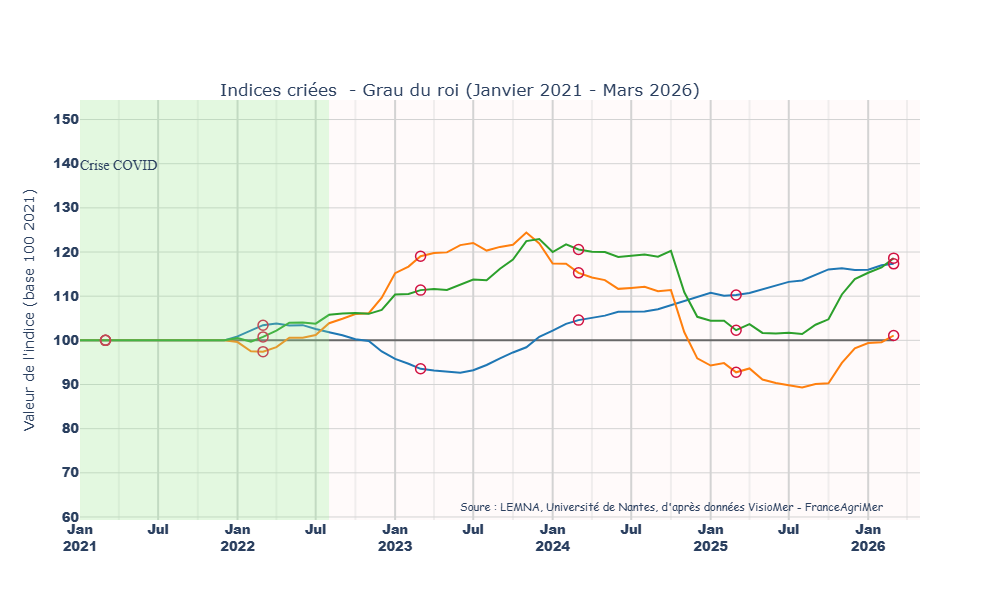 Indices criées  - Grau du roi (Janvier 2021 - Mars 2026)
Valeur de l'indice (base 100 2021)
150
140
130
120
110
100
90
80
70
60
Crise COVID
Soure : LEMNA, Université de Nantes, d'après données VisioMer - FranceAgriMer
Jan Jul Jan Jul Jan Jul Jan Jul Jan Jul Jan
2021 2022 2023 2024 2025 2026